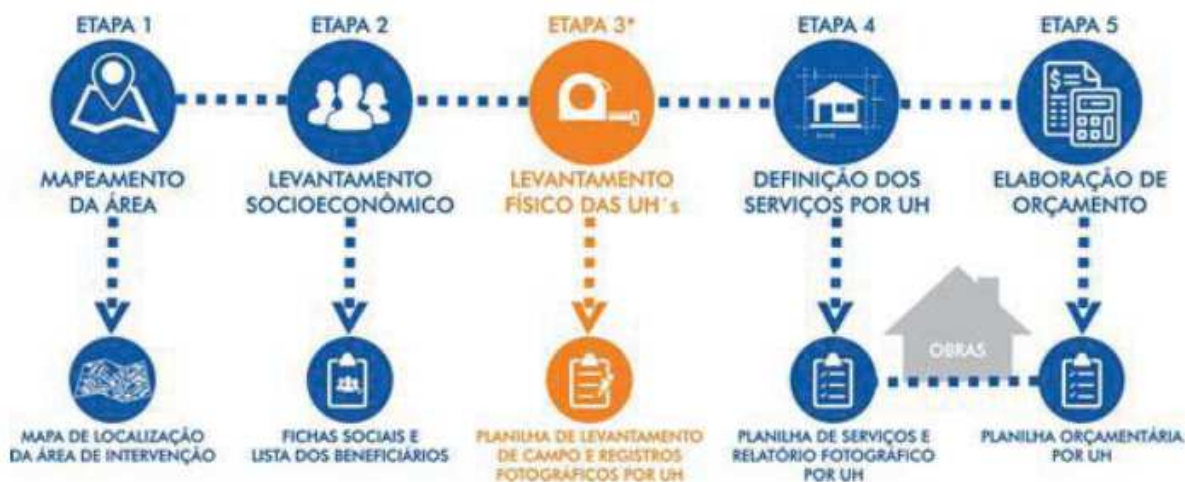 ETAPA 1
MAPEAMENTO
DA ÁREA
MAPA DE LOCALIZAÇÃO
DA ÁREA DE INTERVENÇÃO
ETAPA 2
LEVANTAMENTO
SOCIOECONÔMICO
FICHAS SOCIAIS E
LISTA DOS BENEFICIÁRIOS
ETAPA 3*
LEVANTAMENTO
FÍSICO DAS UH´s
PLANILHA DE LEVANTAMENTO
DE CAMPO E REGISTROS
FOTOGRÁFICOS POR UH
ETAPA 4
DEFINIÇÃO DOS
SERVIÇOS POR UH
PLANILHA DE SERVIÇOS E
RELATÓRIO FOTOGRÁFICO
POR UH
OBRAS
ETAPA 5
$=
ELABORAÇÃO DE
ORÇAMENTO
PLANILHA ORÇAMENTÁRIA
POR UH